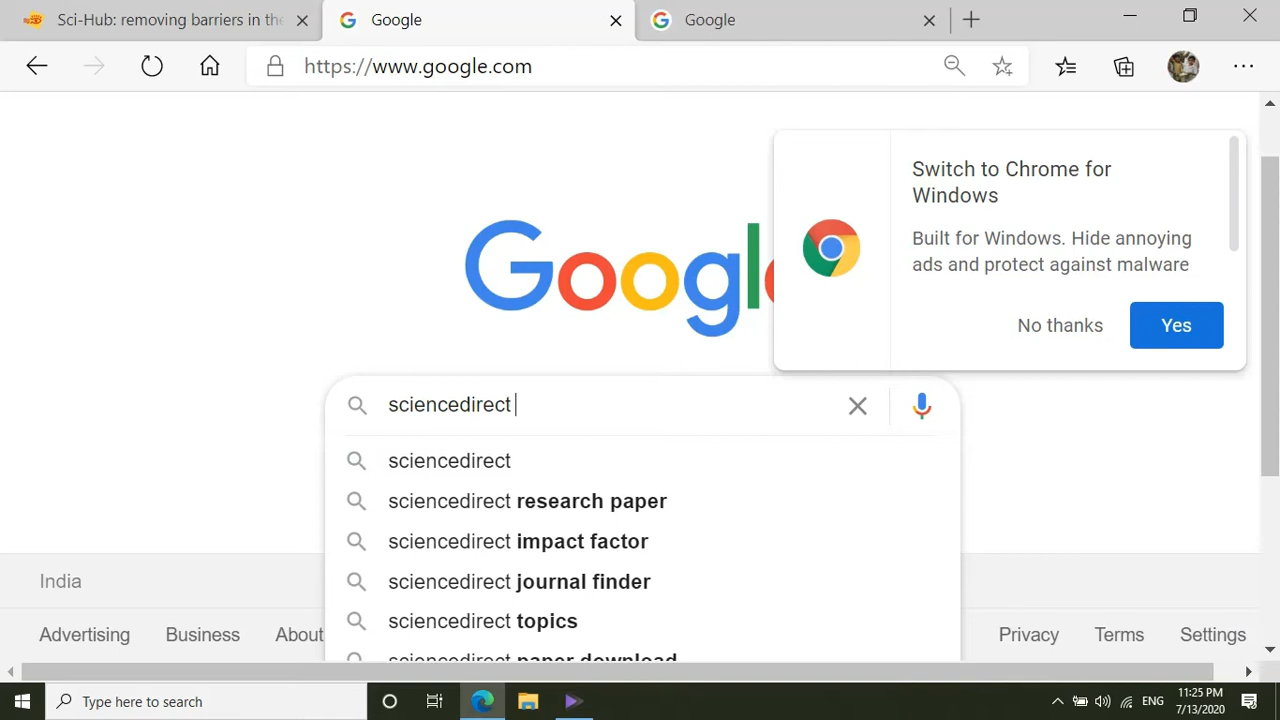 Sci-Hub: removing barriers in the
Google
Google
https://www.google.com
Switch to Chrome for
Windows
Built for Windows. Hide annoying
ads and protect against malware
No thanks
Yes
Google
sciencedirect
sciencedirect
sciencedirect research paper
sciencedirect impact factor
sciencedirect journal finder
sciencedirect topics
sciencedirect paper download
India
Advertising
Business
About
Privacy
Terms
Settings
Type here to search
ENG
11:25 PM
7/13/2020